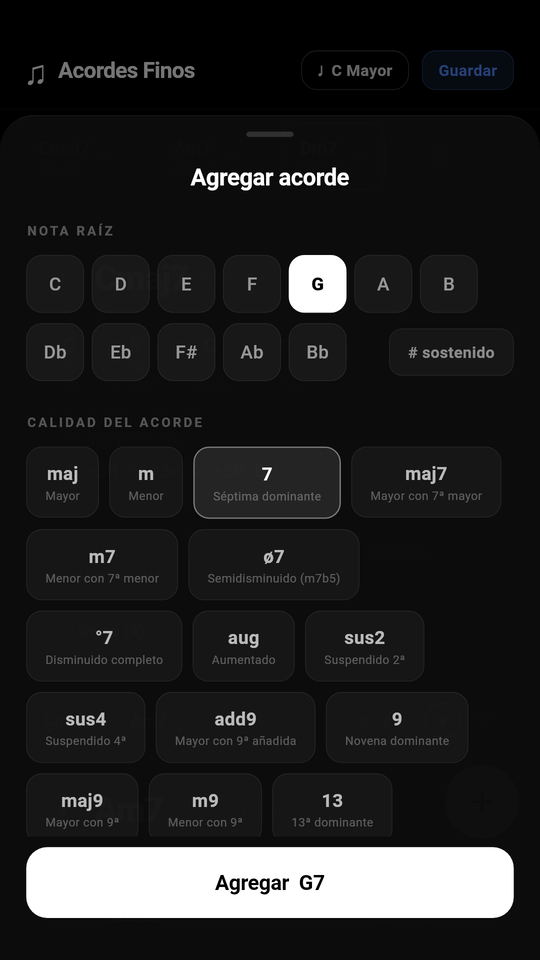 Acordes Finos
♩ C Mayor
Guardar
Agregar acorde
NOTA RAÍZ
C D E F G A B
Db Eb F# Ab Bb # sostenido
CALIDAD DEL ACORDE
maj m 7 maj7
Mayor Menor Séptima dominante Mayor con 7ª mayor
m7 ø7
Menor con 7ª menor Semidisminuido (m7b5)
°7 aug sus2
Disminuido completo Aumentado Suspendido 2ª
sus4 add9 9
Suspendido 4ª Mayor con 9ª añadida Novena dominante
maj9 m9 13
Mayor con 9ª Menor con 9ª 13ª dominante
Agregar G7